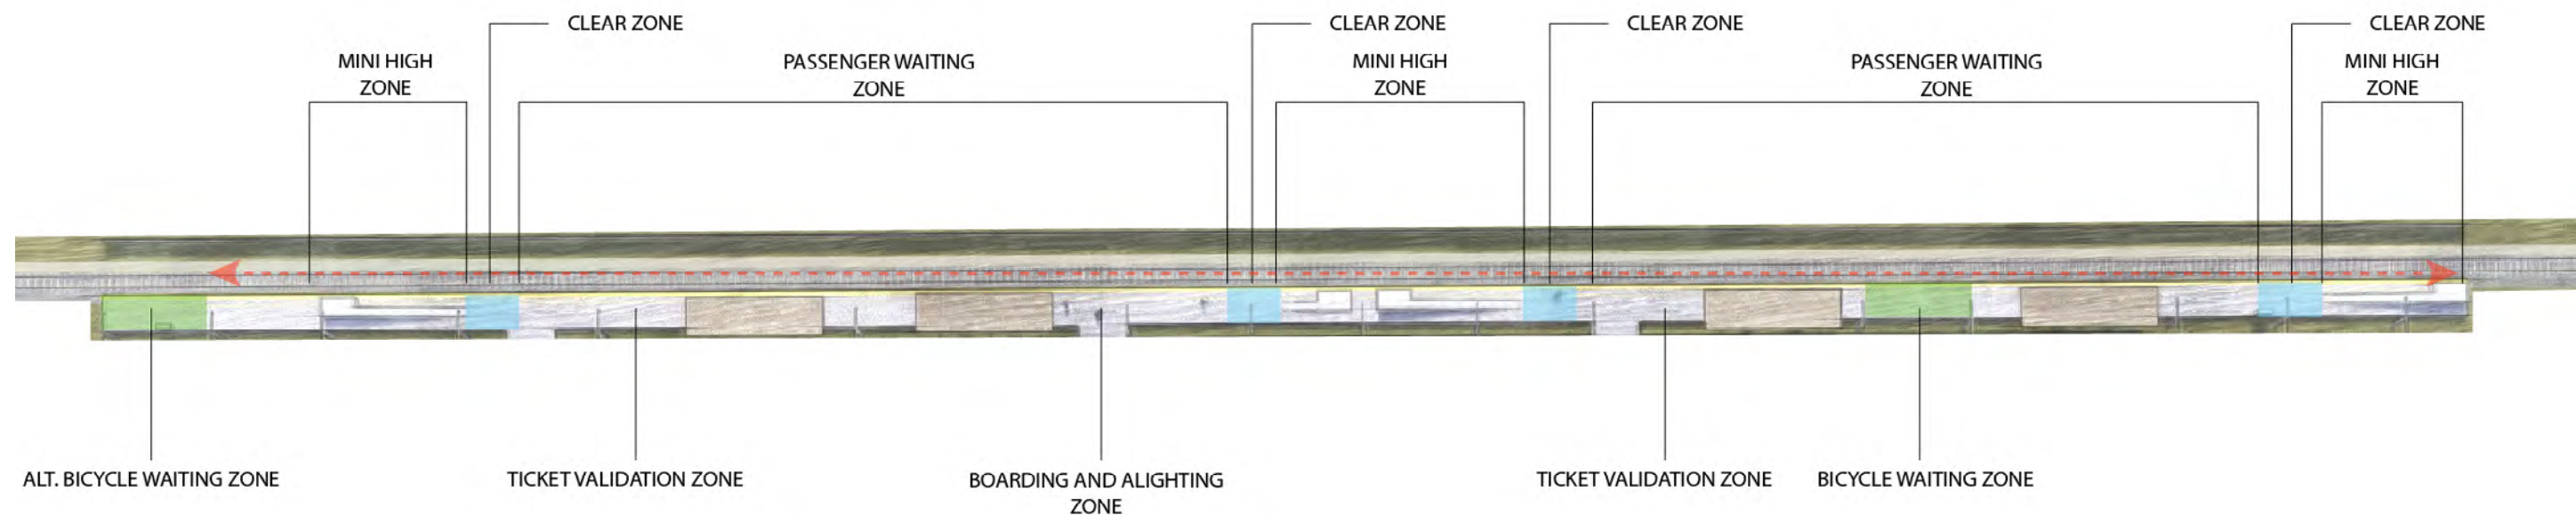 CLEAR ZONE
CLEAR ZONE
CLEAR ZONE
CLEAR ZONE
MINI HIGH
ZONE
PASSENGER WAITING
ZONE
MINI HIGH
ZONE
PASSENGER WAITING
ZONE
MINI HIGH
ZONE
ALT. BICYCLE WAITING ZONE
TICKET VALIDATION ZONE
BOARDING AND ALIGHTING
ZONE
TICKET VALIDATION ZONE
BICYCLE WAITING ZONE